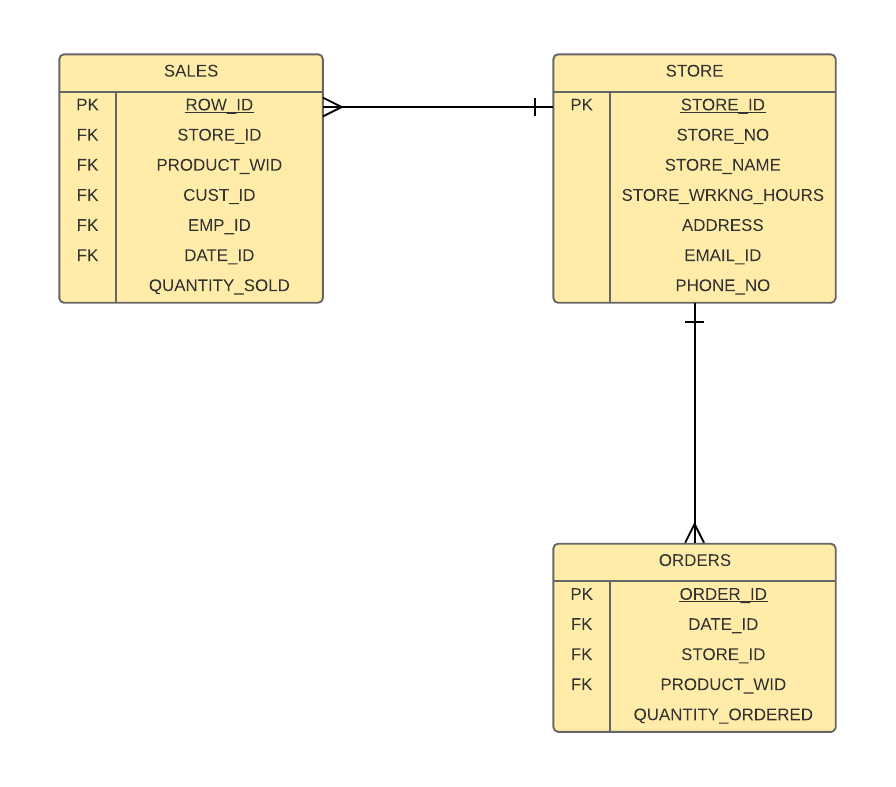 SALES
PK ROW_ID
FK STORE_ID
FK PRODUCT_WID
FK CUST_ID
FK EMP_ID
FK DATE_ID
QUANTITY_SOLD
STORE
PK STORE_ID
STORE_NO
STORE_NAME
STORE_WRKNG_HOURS
ADDRESS
EMAIL_ID
PHONE_NO
ORDERS
PK ORDER_ID
FK DATE_ID
FK STORE_ID
FK PRODUCT_WID
QUANTITY_ORDERED